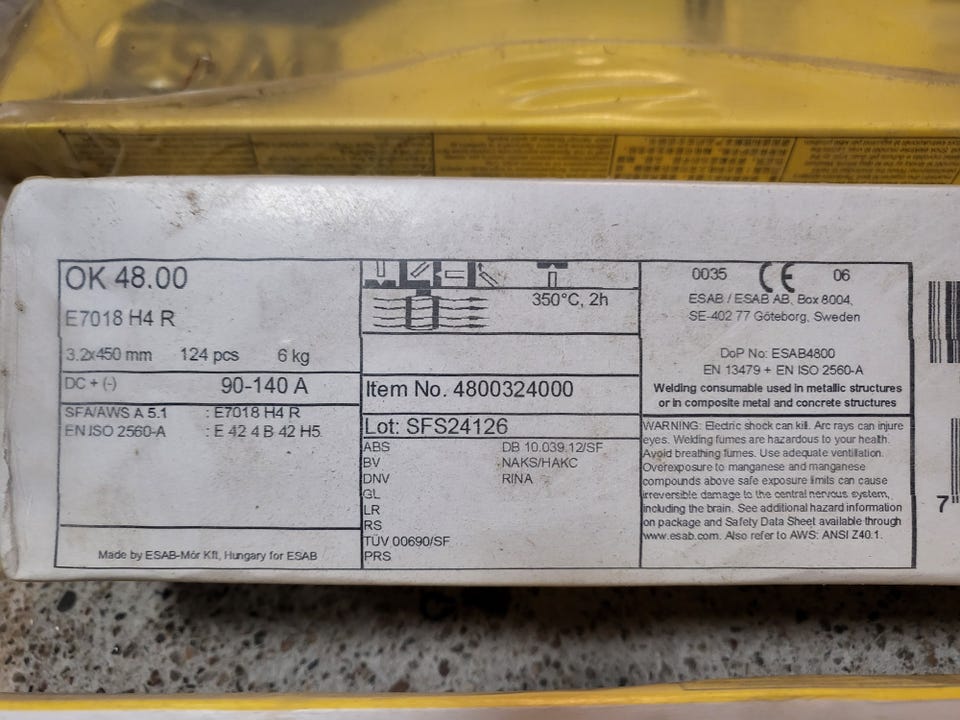 ESAB
OK 48.00
E7018 H4 R
3.2x450 mm 124 pcs 6 kg
DC + (-) 90-140 A
SFA/AWS A 5.1 : E7018 H4 R
EN ISO 2560-A : E 42 4 B 42 H5
Made by ESAB-Mór Kft, Hungary for ESAB
350°C, 2h
Item No. 4800324000
Lot: SFS24126
ABS DB 10.039.12/SF
BV NAKS/HAKC
DNV RINA
GL
LR
RS
TÜV 00690/SF
PRS
0035 CE 06
ESAB / ESAB AB, Box 8004,
SE-402 77 Göteborg, Sweden
DoP No: ESAB4800
EN 13479 + EN ISO 2560-A
Welding consumable used in metallic structures
or in composite metal and concrete structures
WARNING: Electric shock can kill. Arc rays can injure
eyes. Welding fumes are hazardous to your health.
Avoid breathing fumes. Use adequate ventilation.
Overexposure to manganese and manganese
compounds above safe exposure limits can cause
irreversible damage to the central nervous system,
including the brain. See additional hazard information
on package and Safety Data Sheet available through
www.esab.com. Also refer to AWS: ANSI Z40.1.
7